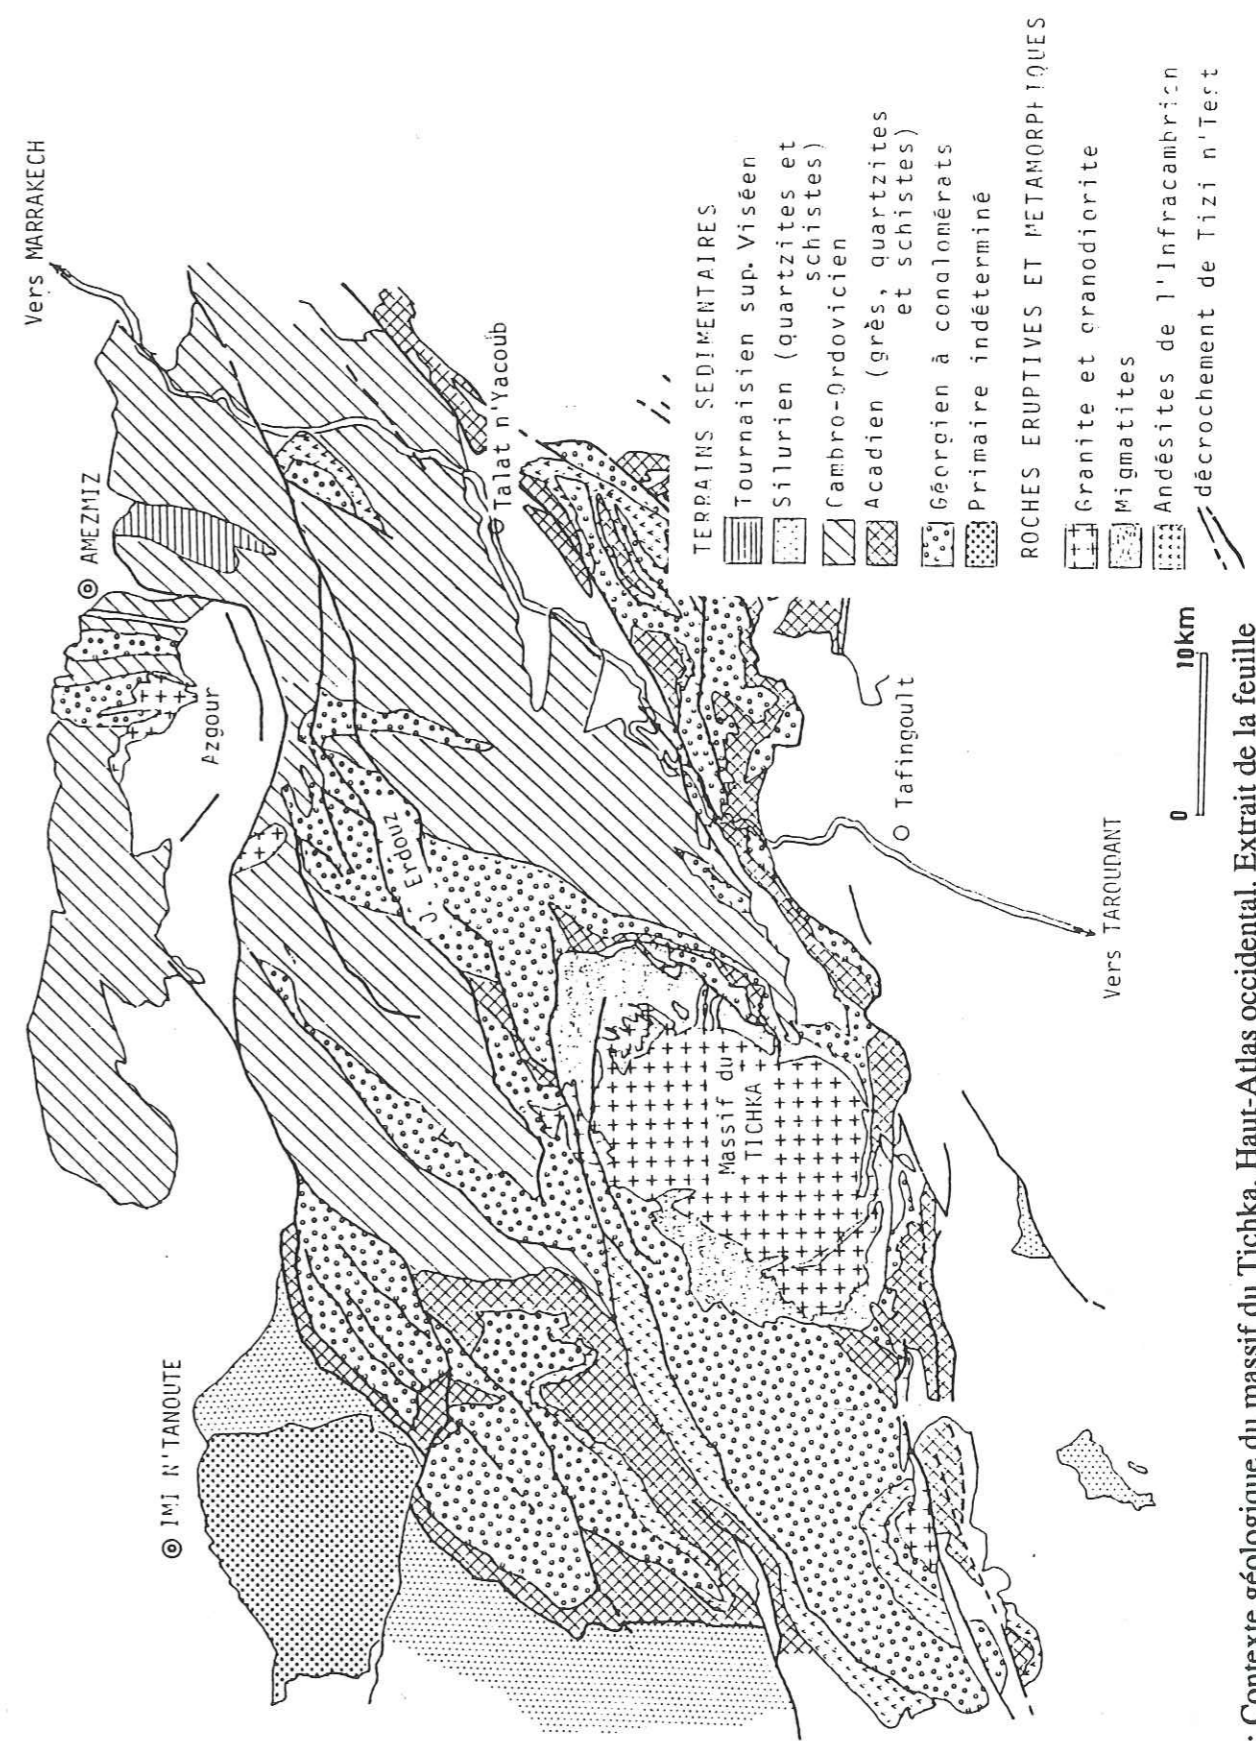 Vers MARRAKECH
AMEZMIZ
IMI N'TANOUTE
Azgour
Talat n'Yacoub
J. Erdouz
Massif du
TICHKA
Tafingoult
Vers TAROUDANT
0 10km
TERRAINS SEDIMENTAIRES
Tournaisien sup. Viséen
Silurien (quartzites et
schistes)
Cambro-Ordovicien
Acadien (grès, quartzites
et schistes)
Géorgien à conglomérats
Primaire indéterminé
ROCHES ERUPTIVES ET METAMORPHIQUES
Granite et granodiorite
Migmatites
Andésites de l'Infracambrien
décrochement de Tizi n'Test
: Contexte géologique du massif du Tichka, Haut-Atlas occidental. Extrait de la feuille